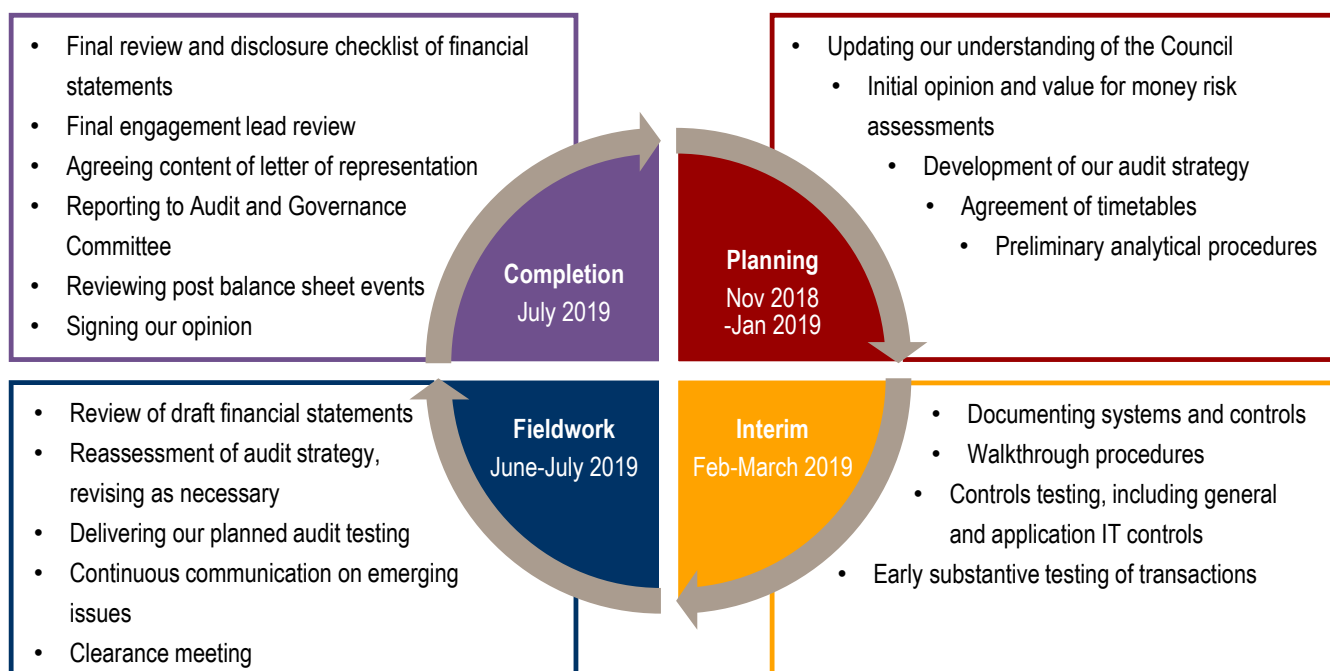 • Final review and disclosure checklist of financial
statements
• Final engagement lead review
• Agreeing content of letter of representation
• Reporting to Audit and Governance
Committee
• Reviewing post balance sheet events
• Signing our opinion
Completion
July 2019
• Updating our understanding of the Council
• Initial opinion and value for money risk
assessments
• Development of our audit strategy
• Agreement of timetables
• Preliminary analytical procedures
Planning
Nov 2018
-Jan 2019
• Review of draft financial statements
• Reassessment of audit strategy,
revising as necessary
• Delivering our planned audit testing
• Continuous communication on emerging
issues
• Clearance meeting
Fieldwork
June-July 2019
Interim
Feb-March 2019
• Documenting systems and controls
• Walkthrough procedures
• Controls testing, including general
and application IT controls
• Early substantive testing of transactions